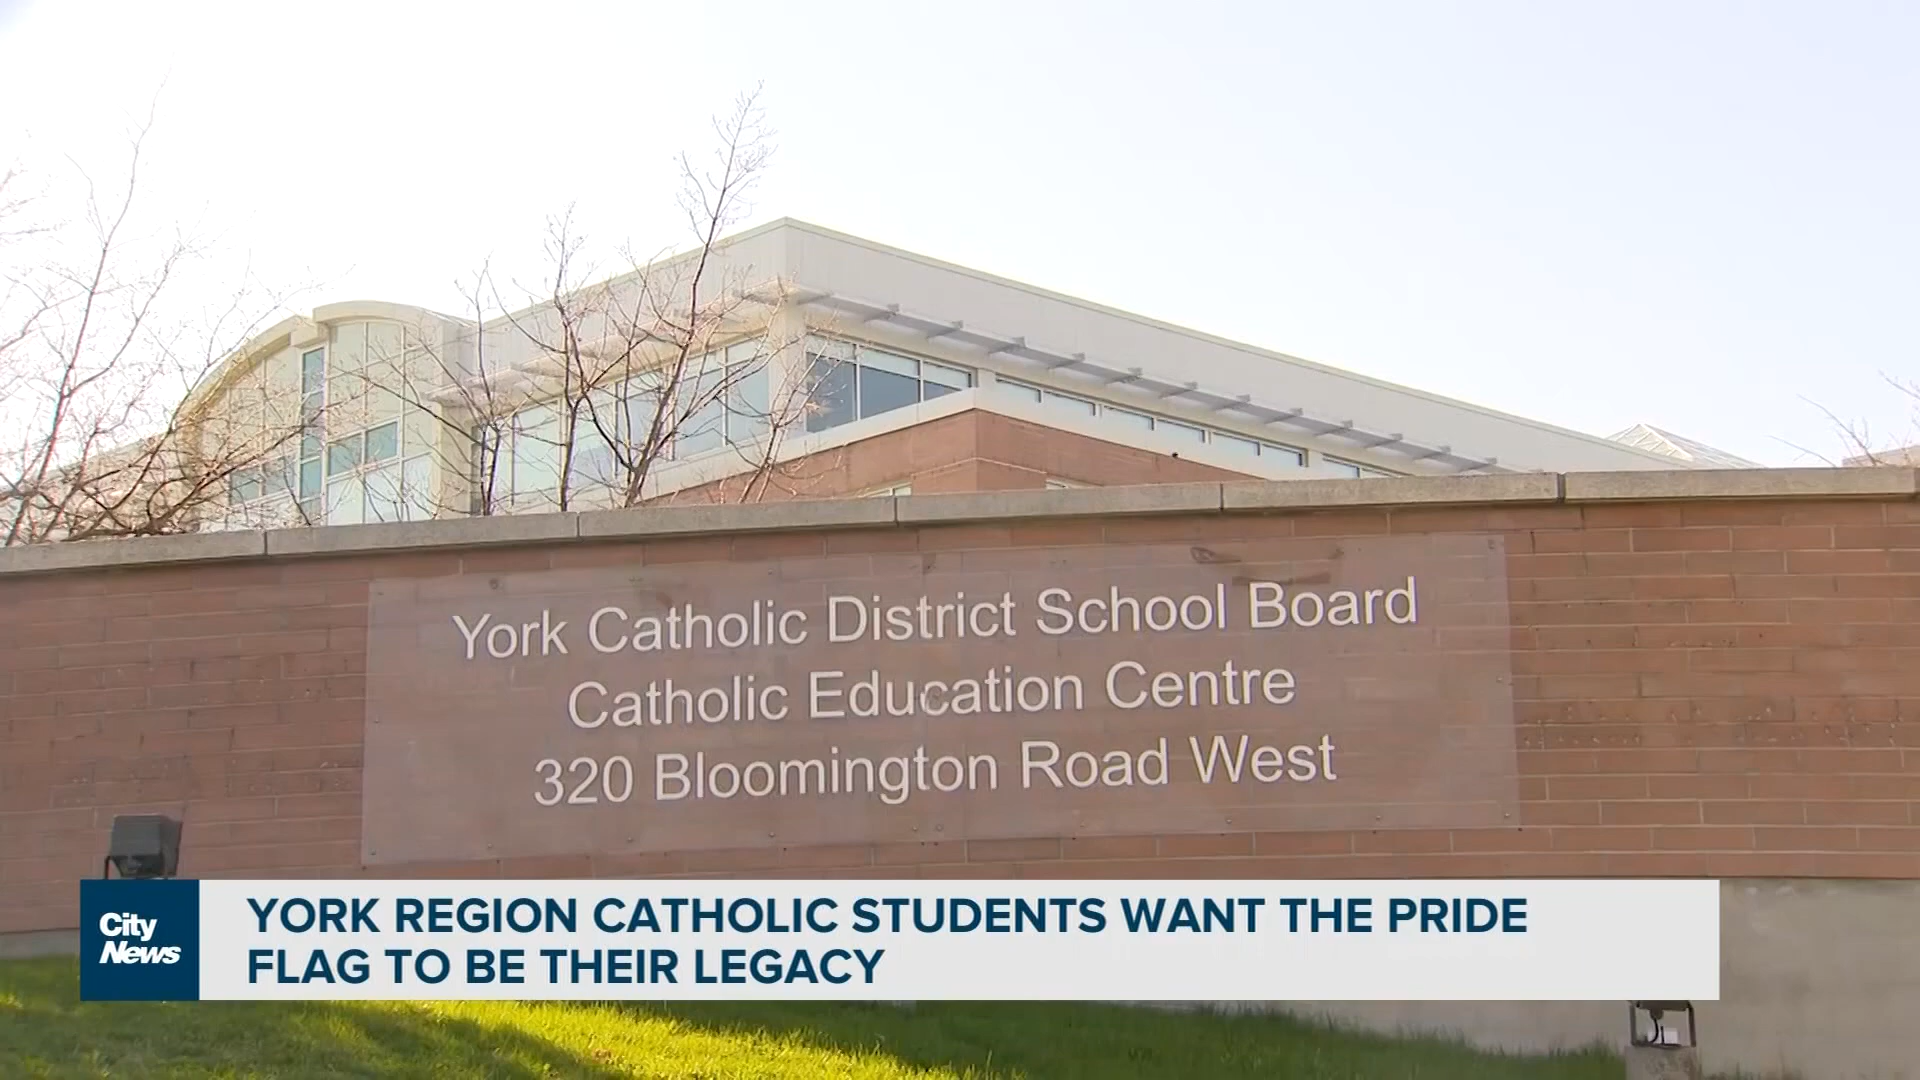 York Catholic District School Board
Catholic Education Centre
320 Bloomington Road West
City
News
YORK REGION CATHOLIC STUDENTS WANT THE PRIDE
FLAG TO BE THEIR LEGACY